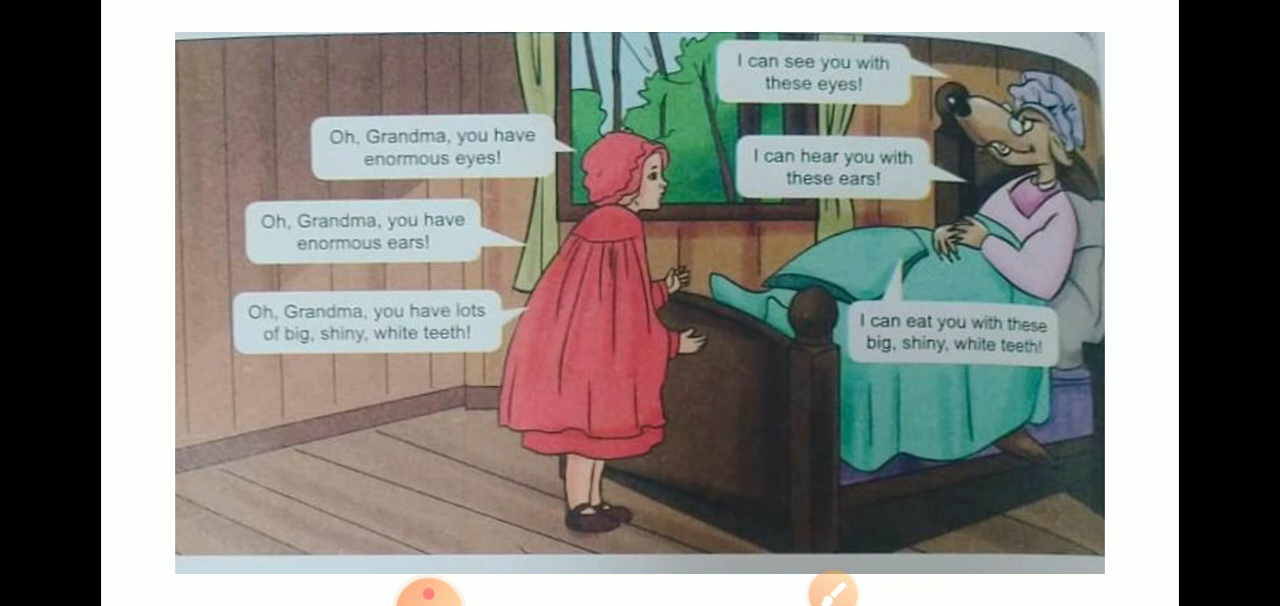 Oh, Grandma, you have
enormous eyes!
I can see you with
these eyes!
Oh, Grandma, you have
enormous ears!
I can hear you with
these ears!
Oh, Grandma, you have lots
of big, shiny, white teeth!
I can eat you with these
big, shiny, white teeth!